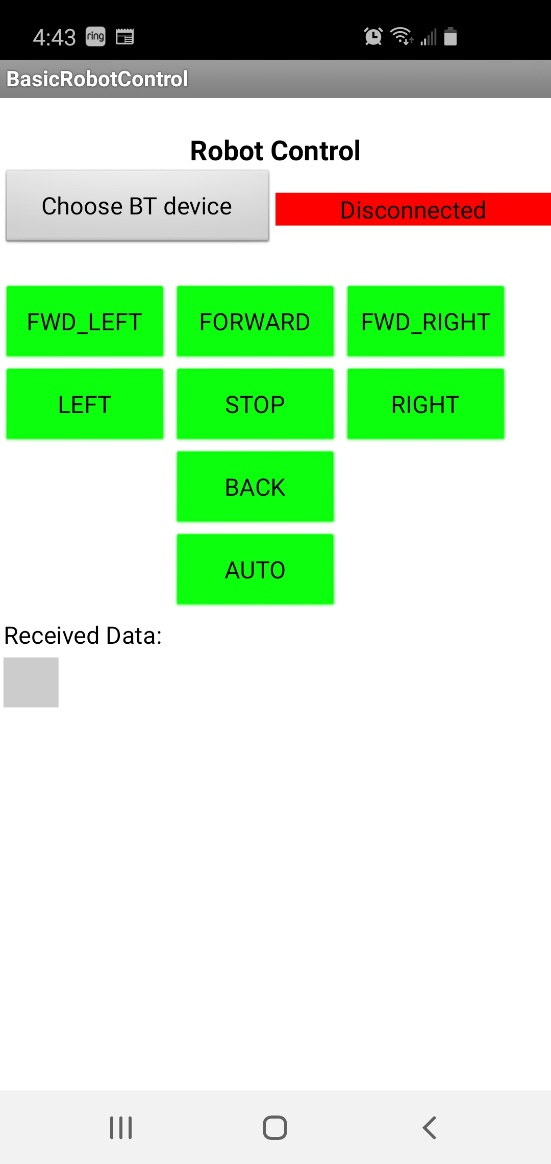 4:43 ring
BasicRobotControl
Robot Control
Choose BT device Disconnected
FWD_LEFT FORWARD FWD_RIGHT
LEFT STOP RIGHT
BACK
AUTO
Received Data: